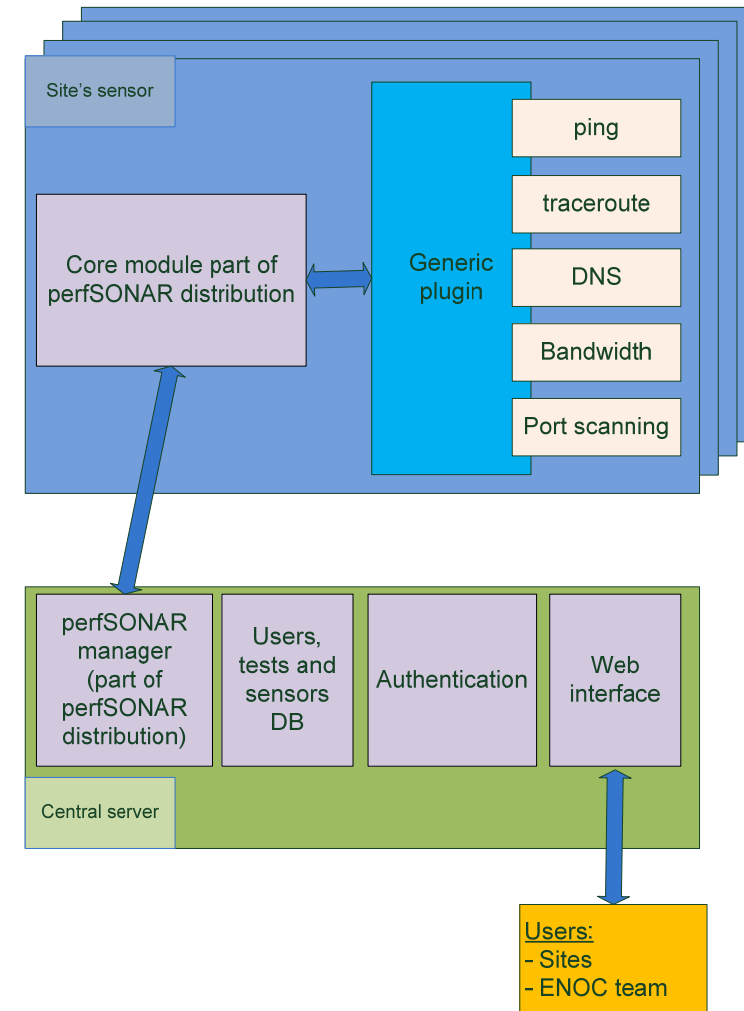 Site's sensor
Core module part of
perfSONAR distribution
Generic
plugin
ping
traceroute
DNS
Bandwidth
Port scanning
perfSONAR
manager
(part of
perfSONAR
distribution)
Users,
tests and
sensors
DB
Authentication
Web
interface
Central server
Users:
- Sites
- ENOC team